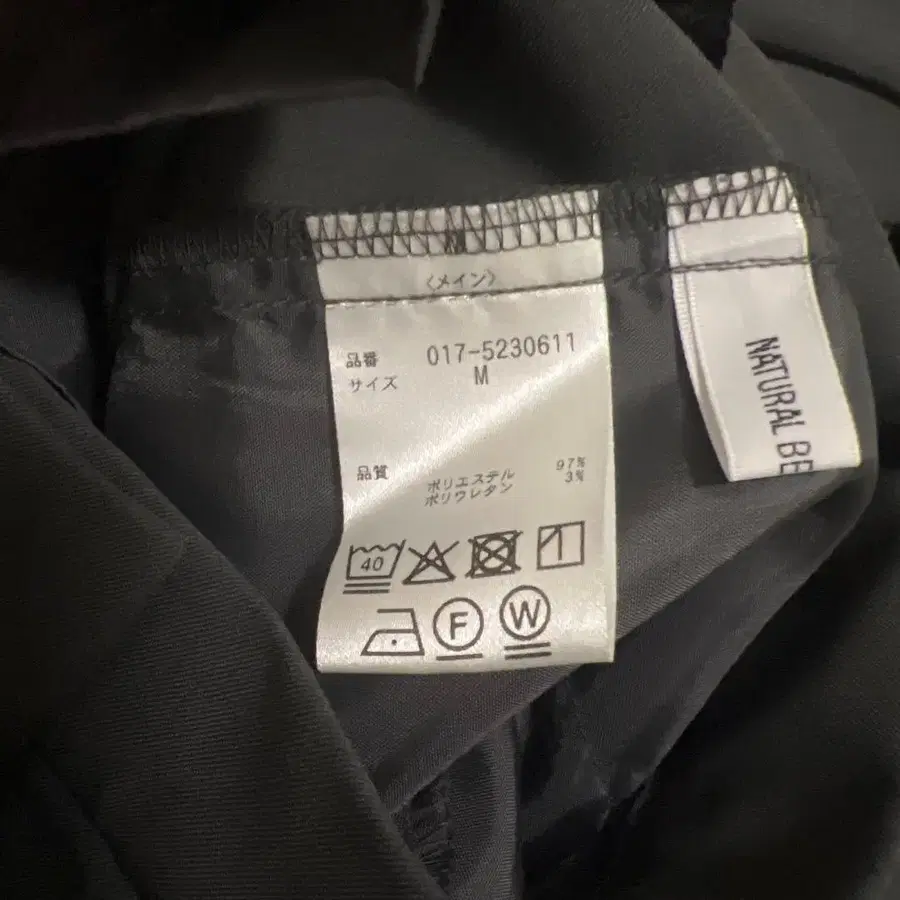 〈メイン〉
品番 017-5230611
サイズ M
品質 ポリエステル 97%
ポリウレタン 3%
40
F W
NATURAL BE